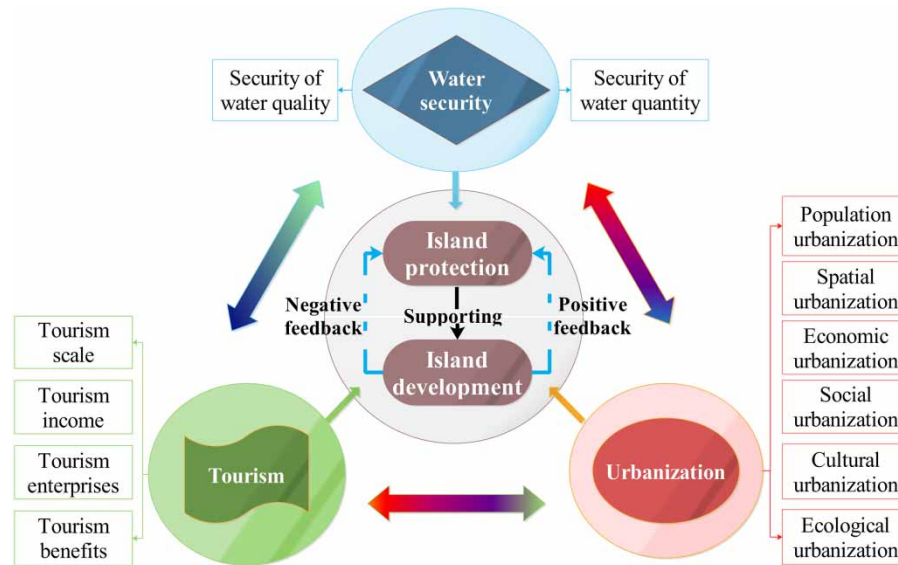 Security of
water quality
Water
security
Security of
water quantity
Island
protection
Negative
feedback
Supporting
Positive
feedback
Island
development
Tourism
scale
Tourism
income
Tourism
enterprises
Tourism
benefits
Tourism
Urbanization
Population
urbanization
Spatial
urbanization
Economic
urbanization
Social
urbanization
Cultural
urbanization
Ecological
urbanization